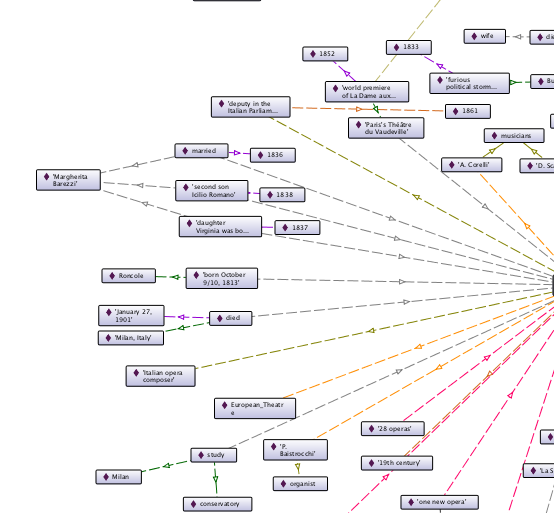 1852
1833
wife
die
'world premiere
of La Dame aux...
'furious
political storm...
Bu
'deputy in the
Italian Parliam...
1861
'Paris's Théâtre
du Vaudeville'
musicians
married
1836
'A. Corelli'
'D. Sc
'Margherita
Barezzi'
'second son
Icilio Romano'
1838
'daughter
Virginia was bo...
1837
Roncole
'born October
9/10, 1813'
'January 27,
1901'
died
'Milan, Italy'
'Italian opera
composer'
European_Theatr
e
'28 operas'
'P.
Baistrocchi'
study
'19th century'
'La S
Milan
organist
conservatory
'one new opera'